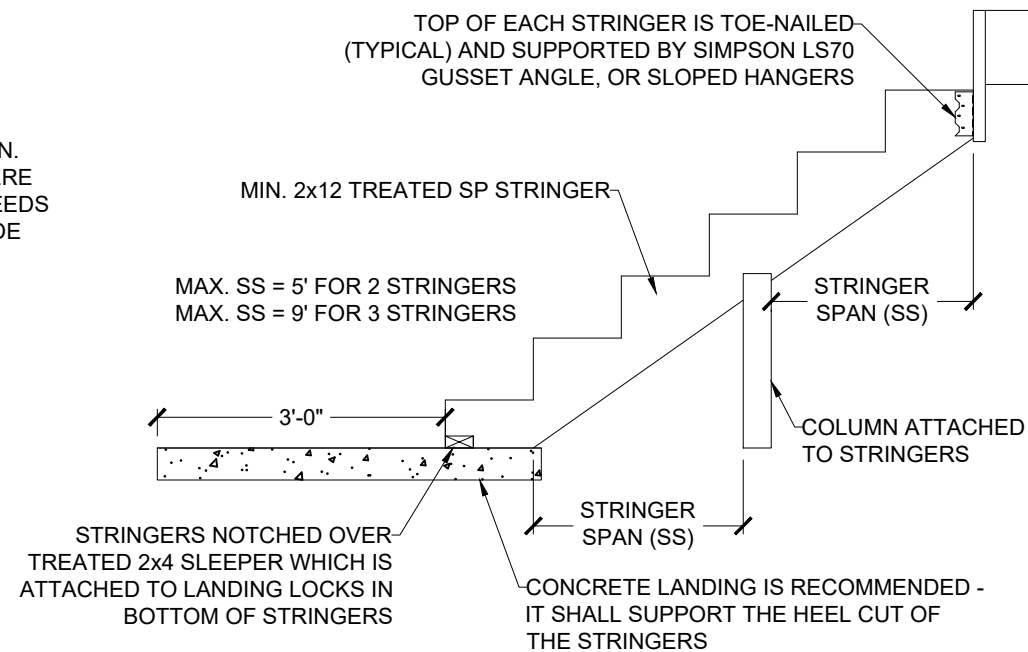 TOP OF EACH STRINGER IS TOE-NAILED
(TYPICAL) AND SUPPORTED BY SIMPSON LS70
GUSSET ANGLE, OR SLOPED HANGERS
N.
ERE
EEDS
DE
MIN. 2x12 TREATED SP STRINGER
MAX. SS = 5' FOR 2 STRINGERS
MAX. SS = 9' FOR 3 STRINGERS
STRINGER
SPAN (SS)
3'-0"
COLUMN ATTACHED
TO STRINGERS
STRINGER
SPAN (SS)
STRINGERS NOTCHED OVER
TREATED 2x4 SLEEPER WHICH IS
ATTACHED TO LANDING LOCKS IN
BOTTOM OF STRINGERS
CONCRETE LANDING IS RECOMMENDED -
IT SHALL SUPPORT THE HEEL CUT OF
THE STRINGERS